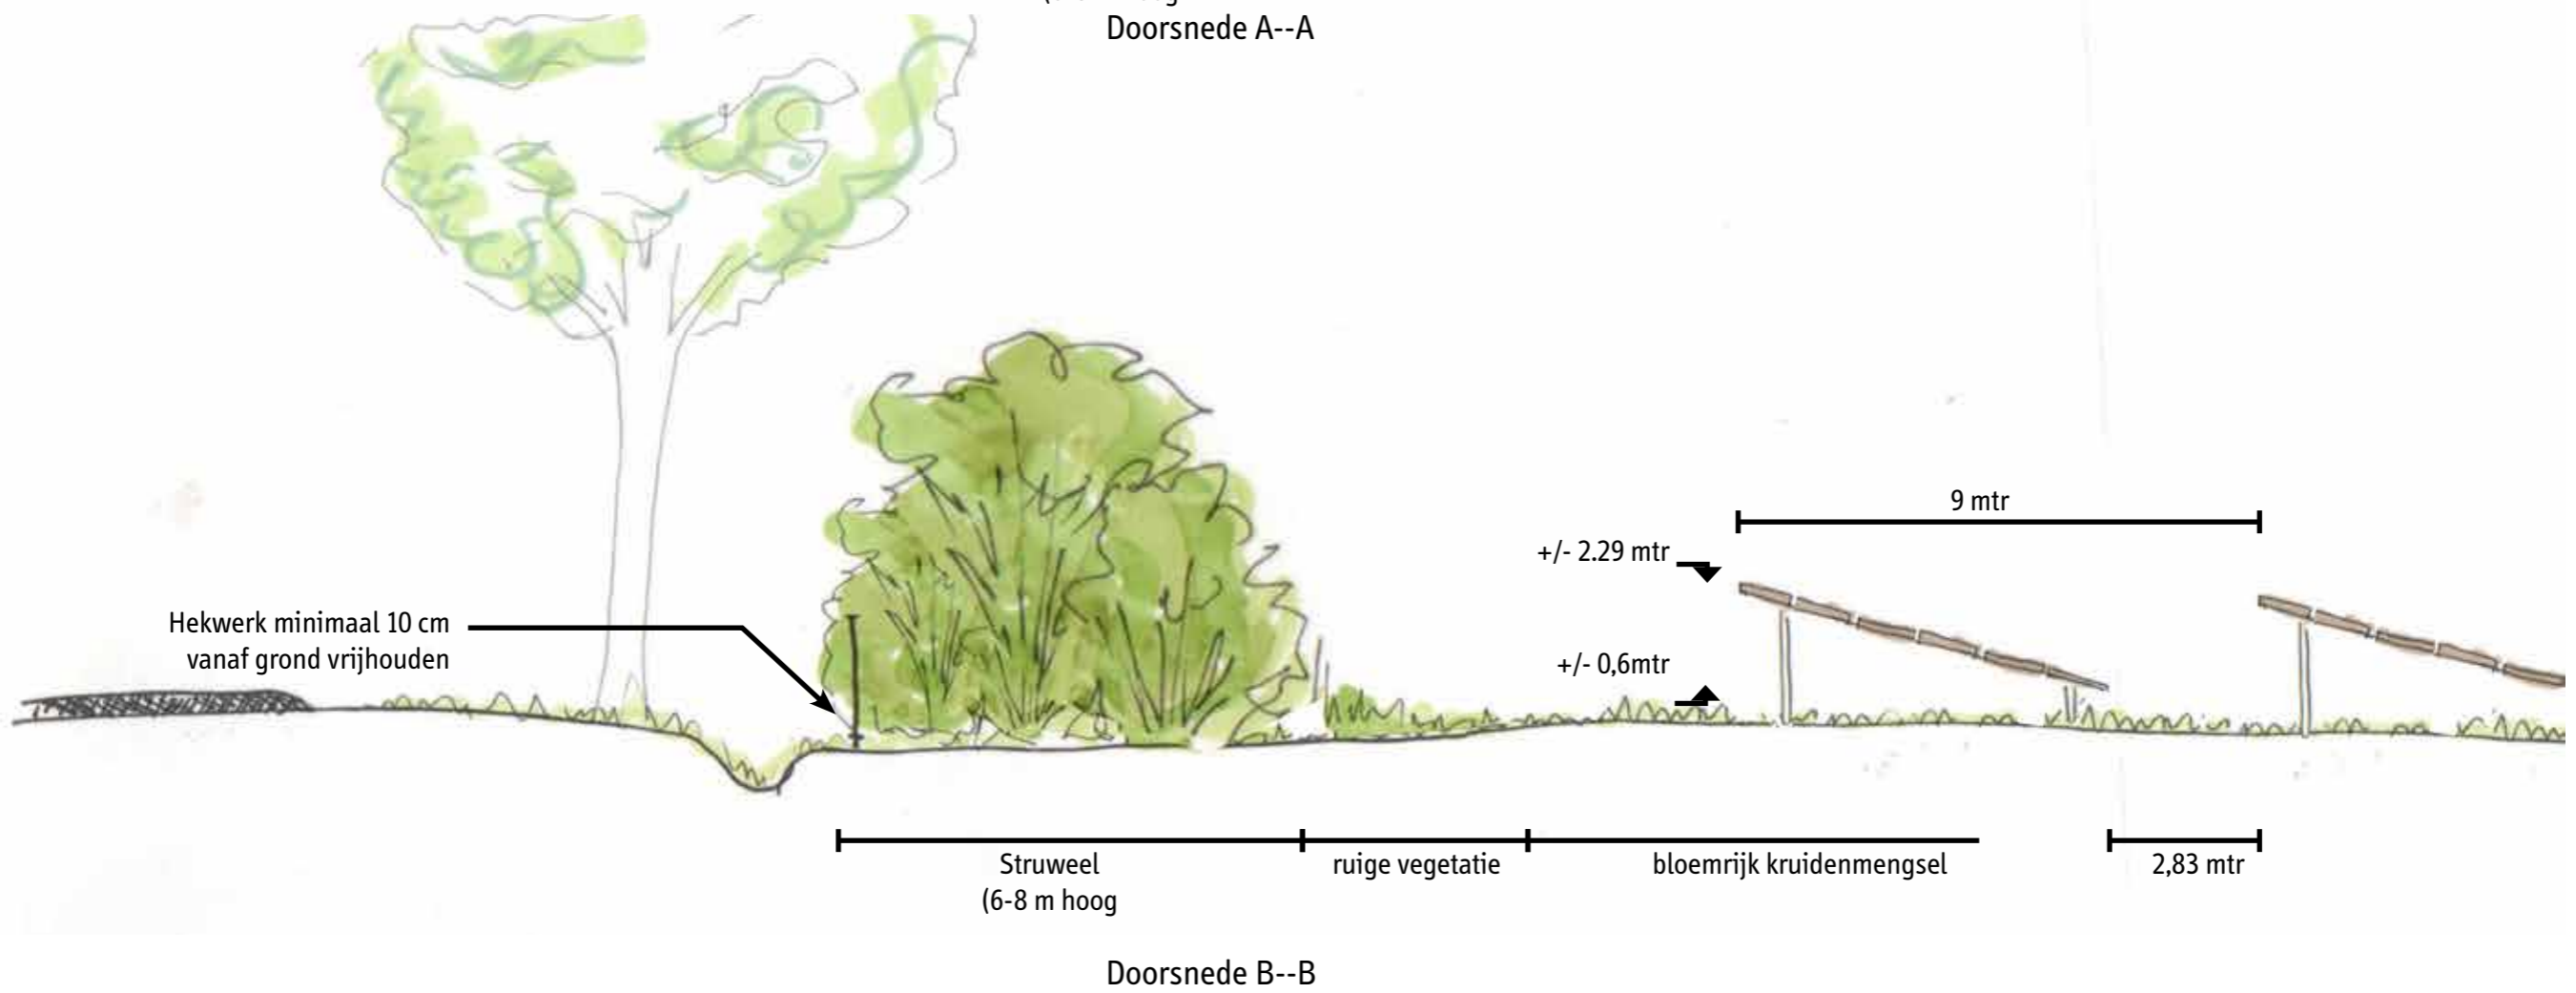 Doorsnede A--A
9 mtr
+/- 2.29 mtr
Hekwerk minimaal 10 cm
vanaf grond vrijhouden
+/- 0,6mtr
Struweel
(6-8 m hoog
ruige vegetatie
bloemrijk kruidenmengsel
2,83 mtr
Doorsnede B--B